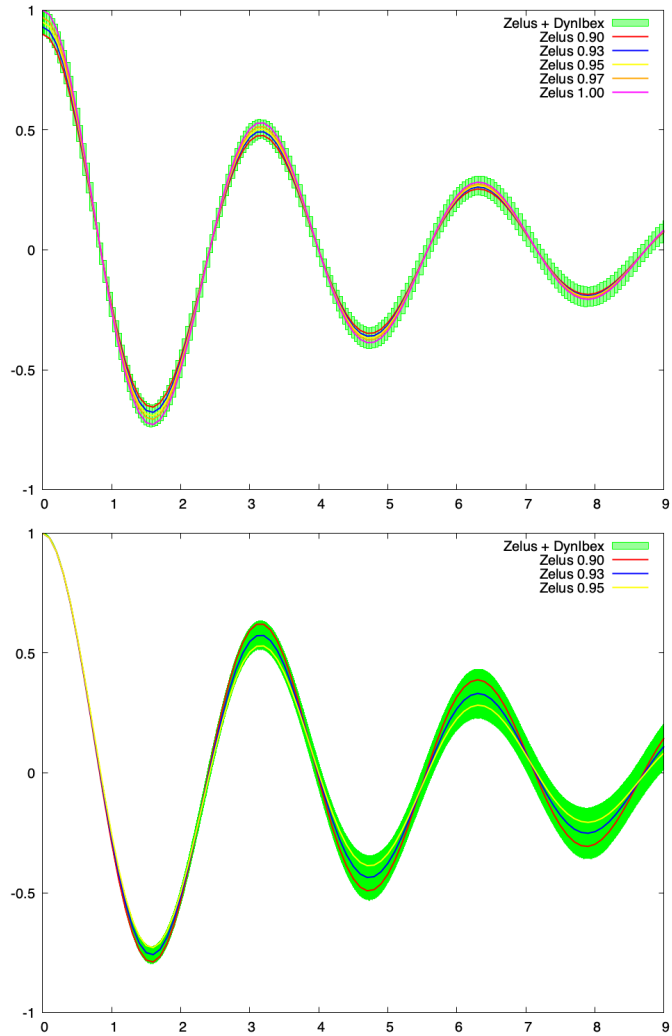 1
Zelus + DynIbex
Zelus 0.90
Zelus 0.93
Zelus 0.95
Zelus 0.97
Zelus 1.00
0.5
0
-0.5
-1
0 1 2 3 4 5 6 7 8 9
1
Zelus + DynIbex
Zelus 0.90
Zelus 0.93
Zelus 0.95
0.5
0
-0.5
-1
0 1 2 3 4 5 6 7 8 9